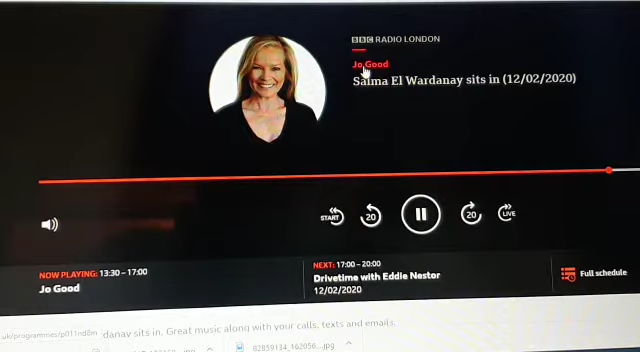 BBC RADIO LONDON
Jo Good
Salma El Wardanay sits in (12/02/2020)
START
20
20
LIVE
NOW PLAYING: 13:30 – 17:00
Jo Good
NEXT: 17:00 – 20:00
Drivetime with Eddie Nestor
12/02/2020
Full schedule
danay sits in. Great music along with your calls, texts and emails.
82859134_162056....jpg